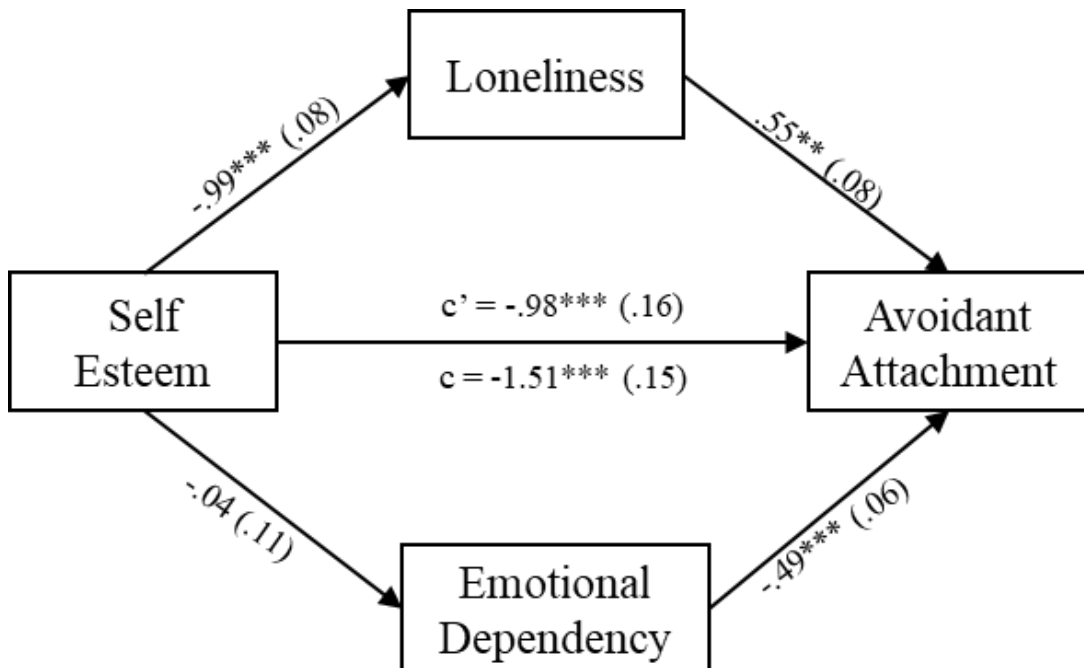 Loneliness
-.99*** (.08)
.55** (.08)
Self
Esteem
c’ = -.98*** (.16)
c = -1.51*** (.15)
Avoidant
Attachment
-.04 (.11)
-.49*** (.06)
Emotional
Dependency